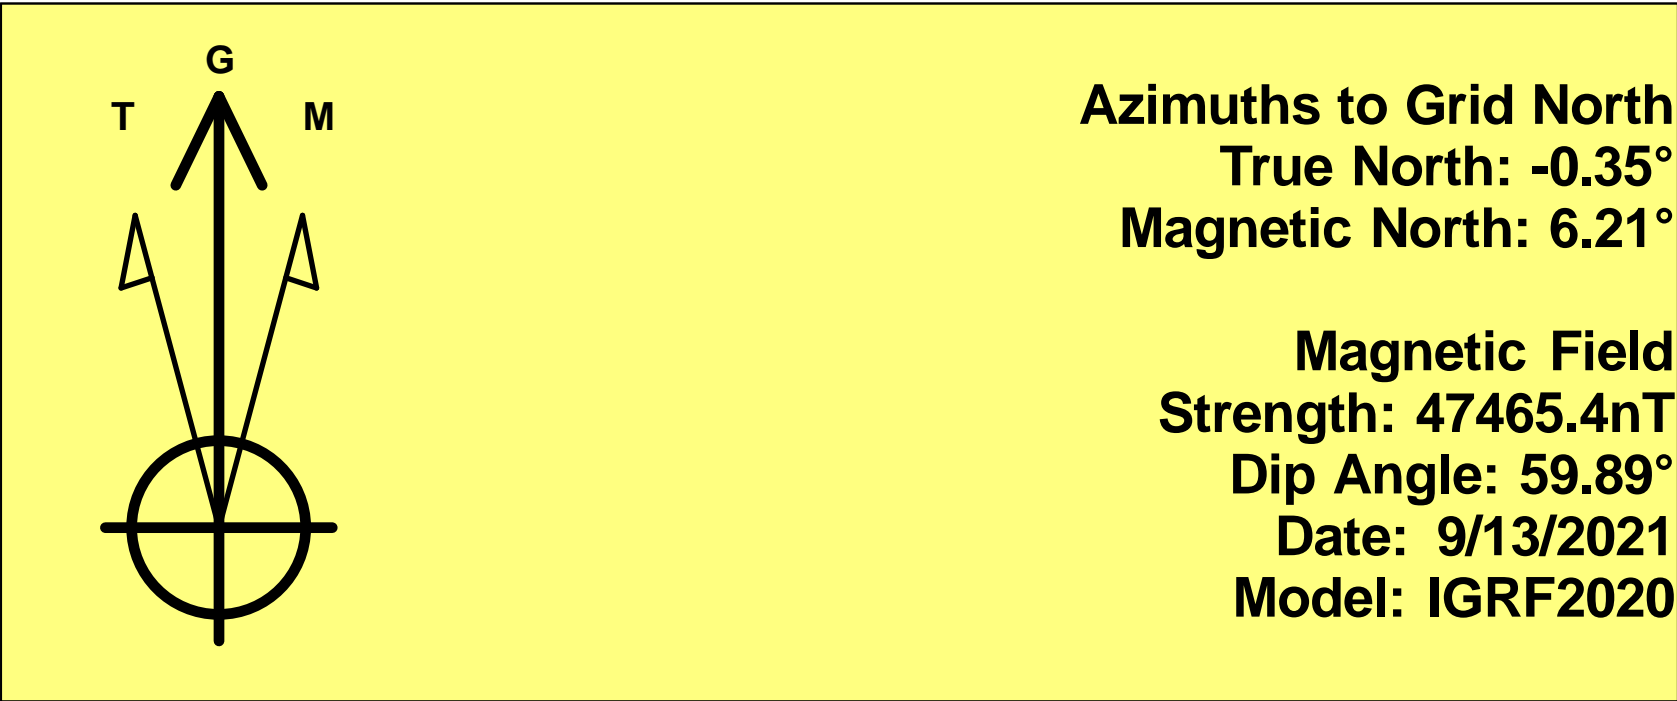 G
T
M
Azimuths to Grid North
True North: -0.35°
Magnetic North: 6.21°
Magnetic Field
Strength: 47465.4nT
Dip Angle: 59.89°
Date: 9/13/2021
Model: IGRF2020